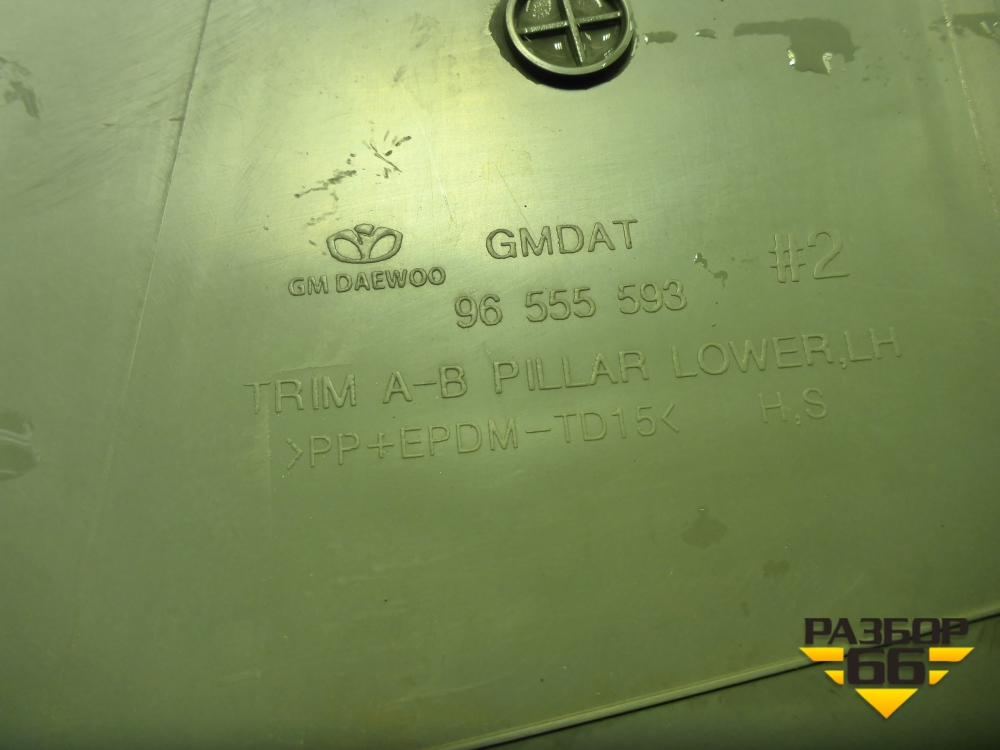 GM DAEWOO
GMDAT
#2
96 555 593
TRIM A-B PILLAR LOWER,LH
>PP+EPDM-TD15< H,S
РАЗБОР
66